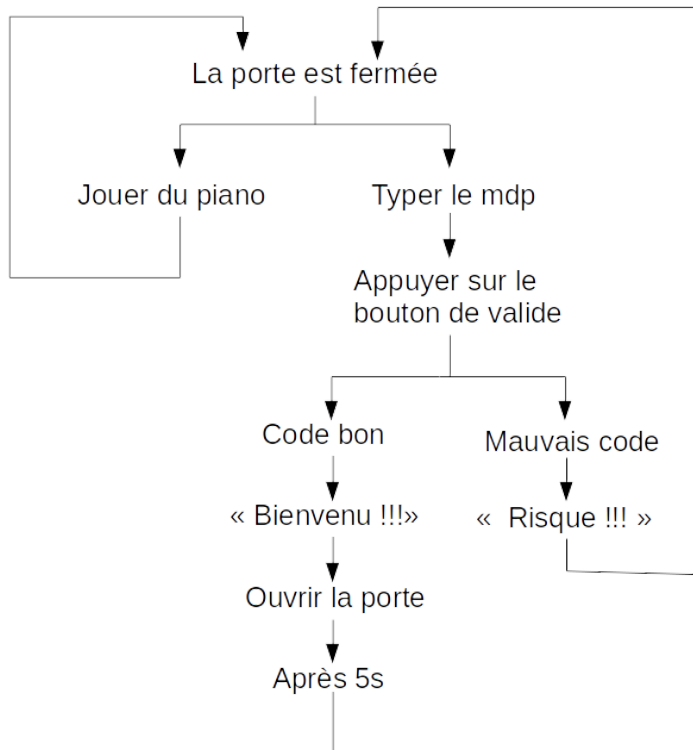 La porte est fermée
Jouer du piano
Typer le mdp
Appuyer sur le
bouton de valide
Code bon
Mauvais code
« Bienvenu !!!»
«  Risque !!! »
Ouvrir la porte
Après 5s